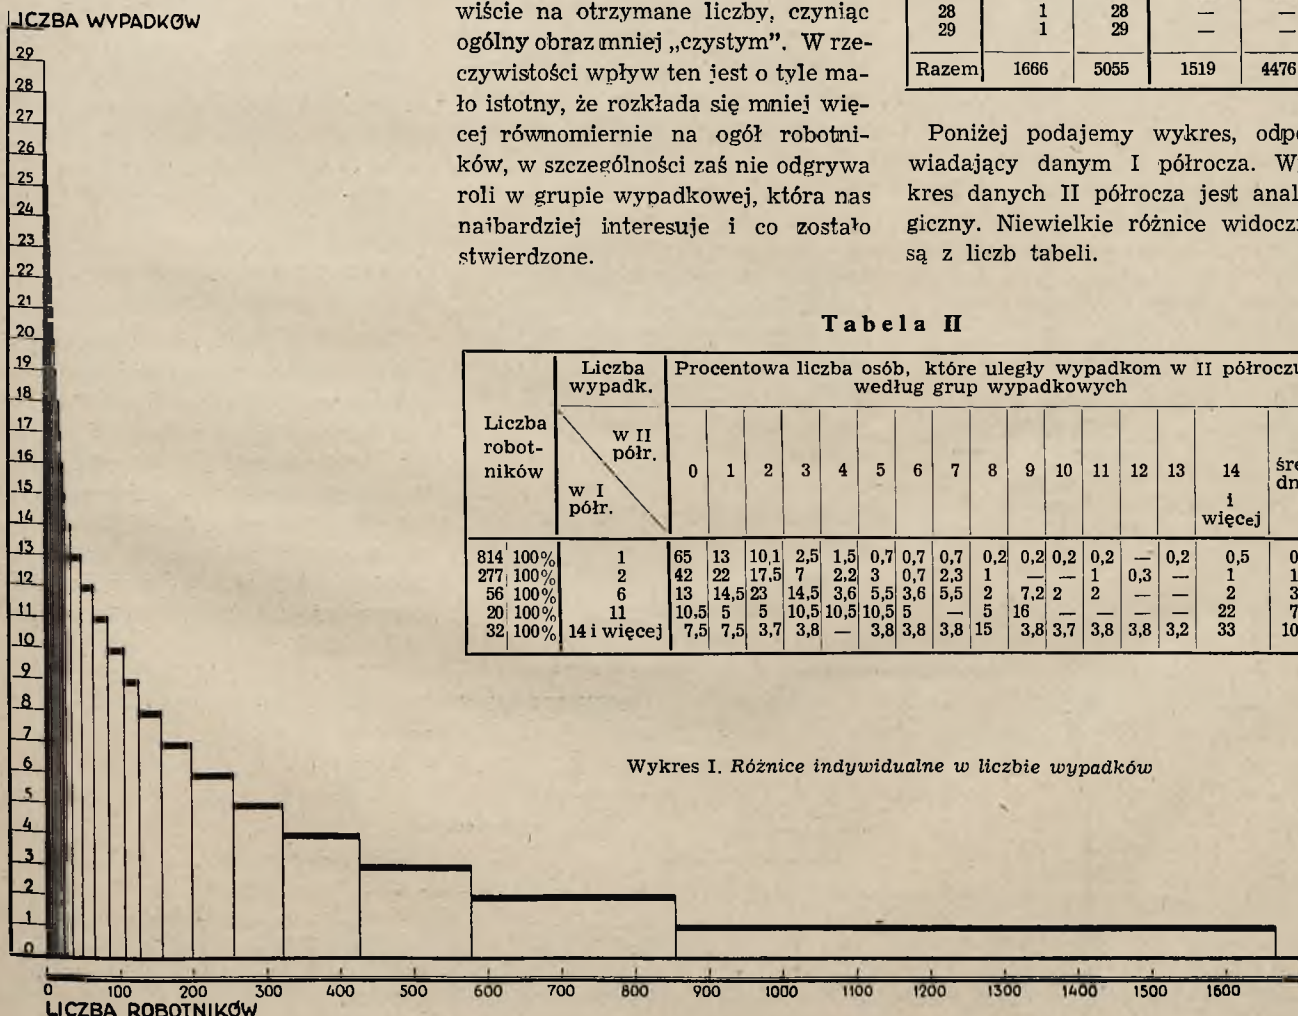 LICZBA WYPADKÓW
29
28
27
26
25
24
23
22
21
20
19
18
17
16
15
14
13
12
11
10
9
8
7
6
5
4
3
2
1
0
0 100 200 300 400 500 600 700 800 900 1000 1100 1200 1300 1400 1500 1600
LICZBA ROBOTNIKÓW
wiście na otrzymane liczby, czyniąc
ogólny obraz mniej „czystym”. W rze-
czywistości wpływ ten jest o tyle ma-
ło istotny, że rozkłada się mniej wię-
cej równomiernie na ogół robotni-
ków, w szczególności zaś nie odgrywa
roli w grupie wypadkowej, która nas
najbardziej interesuje i co zostało
stwierdzone.
28 1 28 — —
29 1 29 — —
Razem 1666 5055 1519 4476
Poniżej podajemy wykres, odpo
wiadający danym I półrocza. W
kres danych II półrocza jest anal
giczny. Niewielkie różnice widocz
są z liczb tabeli.
Tabela II
Liczba robot- ników
Liczba wypadk.
w II półr.
w I półr.
Procentowa liczba osób, które uległy wypadkom w II półroczu
według grup wypadkowych
0 1 2 3 4 5 6 7 8 9 10 11 12 13 14 i więcej śre dn
814 100% 1 65 13 10,1 2,5 1,5 0,7 0,7 0,7 0,2 0,2 0,2 0,2 — 0,2 0,5 0
277 100% 2 42 22 17,5 7 2,2 3 0,7 2,3 1 — — 1 0,3 — 1 1
56 100% 6 13 14,5 23 14,5 3,6 5,5 3,6 5,5 2 7,2 2 2 — — 2 3
20 100% 11 10,5 5 5 10,5 10,5 10,5 5 — 5 16 — — — — 22 7
32 100% 14 i więcej 7,5 7,5 3,7 3,8 — 3,8 3,8 3,8 15 3,8 3,7 3,8 3,8 3,2 33 10
Wykres I. Różnice indywidualne w liczbie wypadków